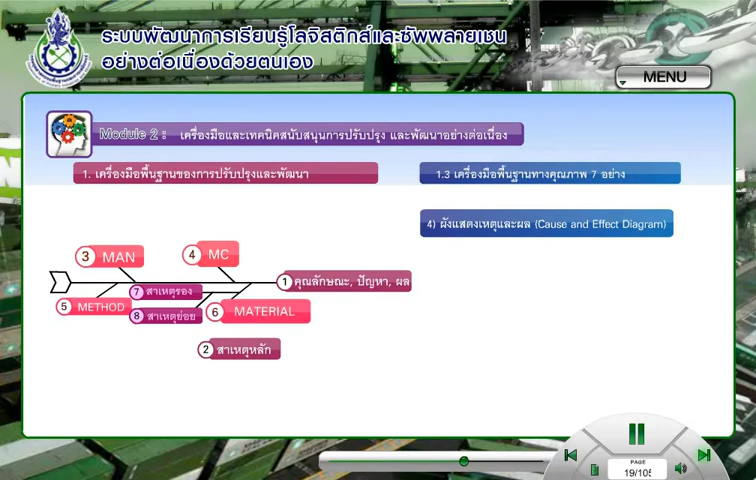 ระบบพัฒนาการเรียนรู้โลจิสติกส์และซัพพลายเชน
อย่างต่อเนื่องด้วยตนเอง
MENU
Module 2 : เครื่องมือและเทคนิคสนับสนุนการปรับปรุง และพัฒนาอย่างต่อเนื่อง
1. เครื่องมือพื้นฐานของการปรับปรุงและพัฒนา
1.3 เครื่องมือพื้นฐานทางคุณภาพ 7 อย่าง
4) ผังแสดงเหตุและผล (Cause and Effect Diagram)
3 MAN
4 MC
1 คุณลักษณะ, ปัญหา, ผล
7 สาเหตุรอง
5 METHOD
8 สาเหตุย่อย
6 MATERIAL
2 สาเหตุหลัก
PAGE
19/105